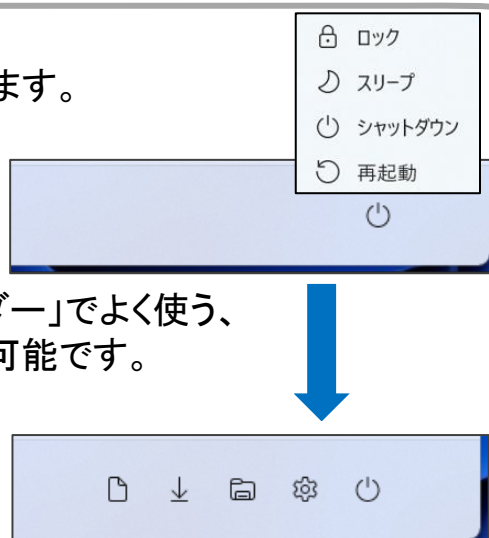 ロック
ます。
スリープ
シャットダウン
再起動
ダー」でよく使う、
可能です。